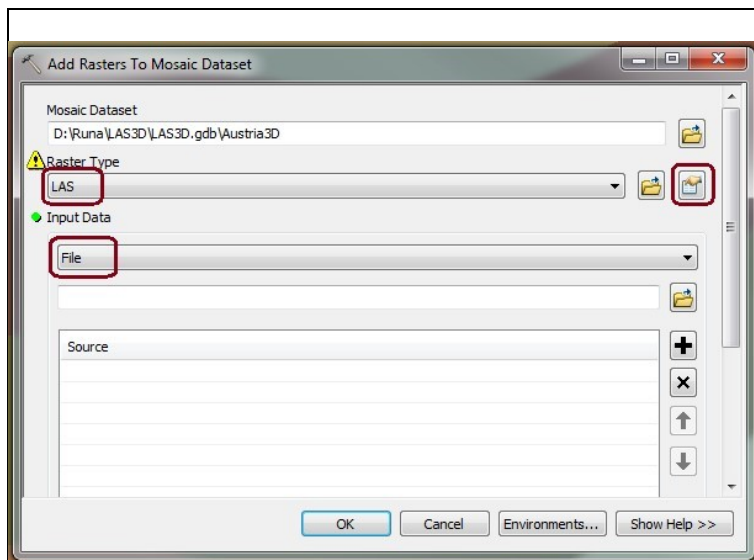 Add Rasters To Mosaic Dataset
Mosaic Dataset
D:\Runa\LAS3D\LAS3D.gdb\Austria3D
Raster Type
LAS
Input Data
File
Source
OK Cancel Environments... Show Help >>